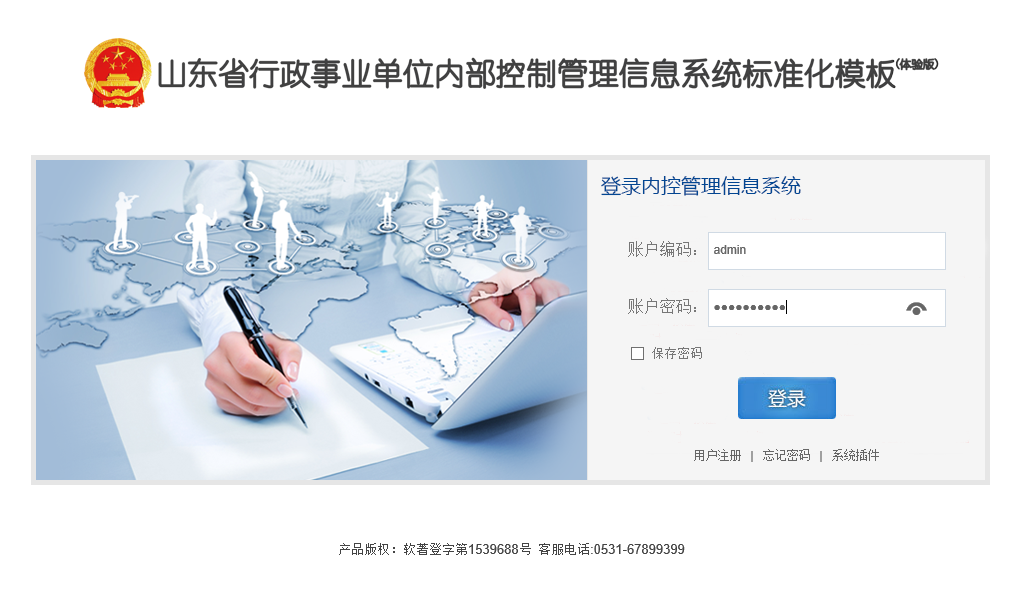 山东省行政事业单位内部控制管理信息系统标准化模板(体验版)
登录内控管理信息系统
账户编码： admin
账户密码： ●●●●●●●●●●
保存密码
登录
用户注册 | 忘记密码 | 系统插件
产品版权：软著登字第1539688号 客服电话:0531-67899399